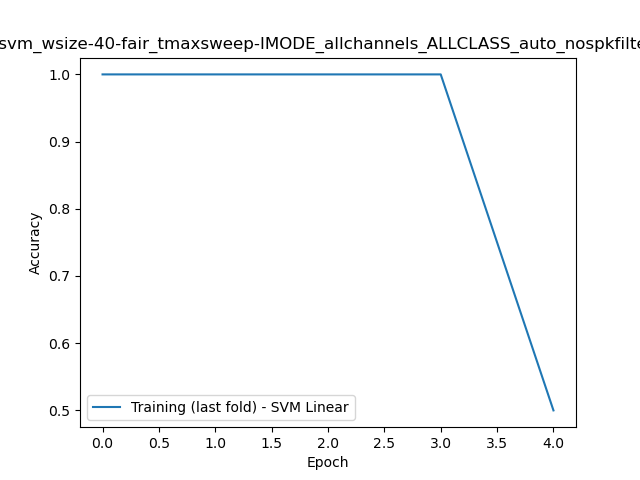 svm_wsize-40-fair_tmaxsweep-IMODE_allchannels_ALLCLASS_auto_nospkfilte
1.0
0.9
0.8
0.7
0.6
0.5
Accuracy
Training (last fold) - SVM Linear
0.0 0.5 1.0 1.5 2.0 2.5 3.0 3.5 4.0
Epoch